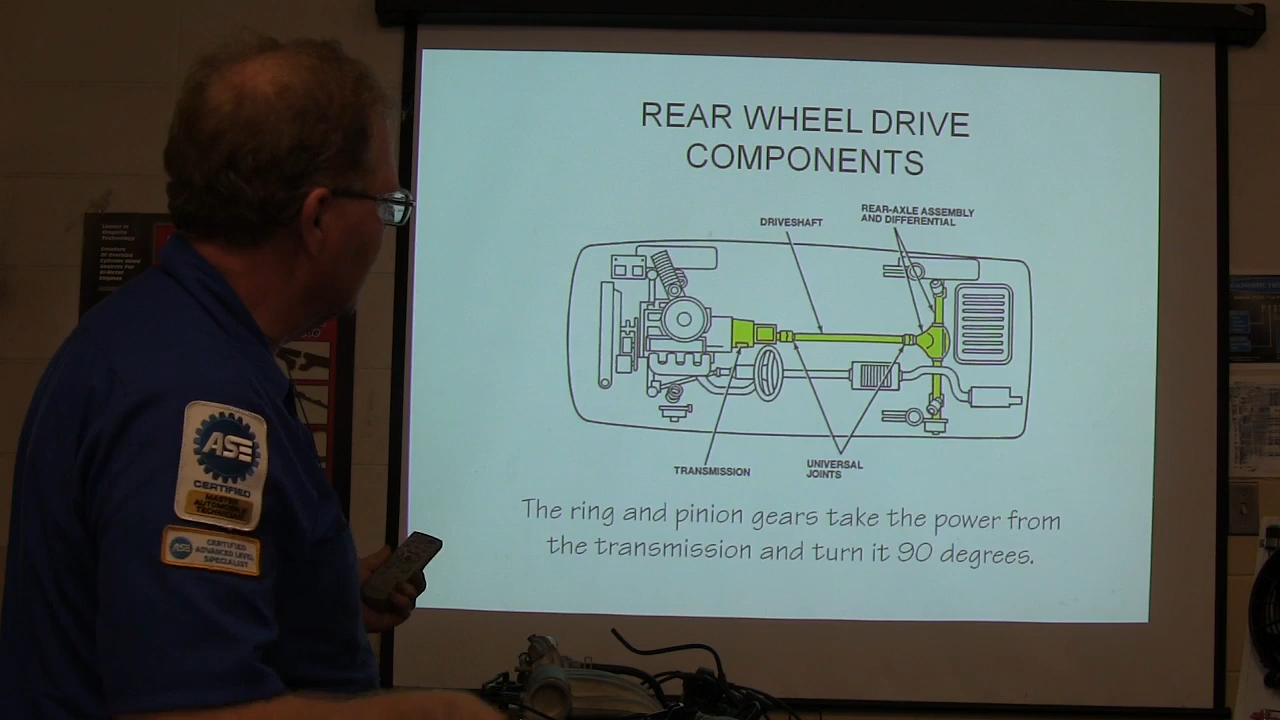 REAR WHEEL DRIVE
COMPONENTS
DRIVESHAFT
REAR-AXLE ASSEMBLY
AND DIFFERENTIAL
TRANSMISSION
UNIVERSAL
JOINTS
The ring and pinion gears take the power from
the transmission and turn it 90 degrees.
ASE
CERTIFIED
MASTER
AUTOMOBILE
TECHNICIAN
ASE
CERTIFIED
ADVANCED LEVEL
SPECIALIST